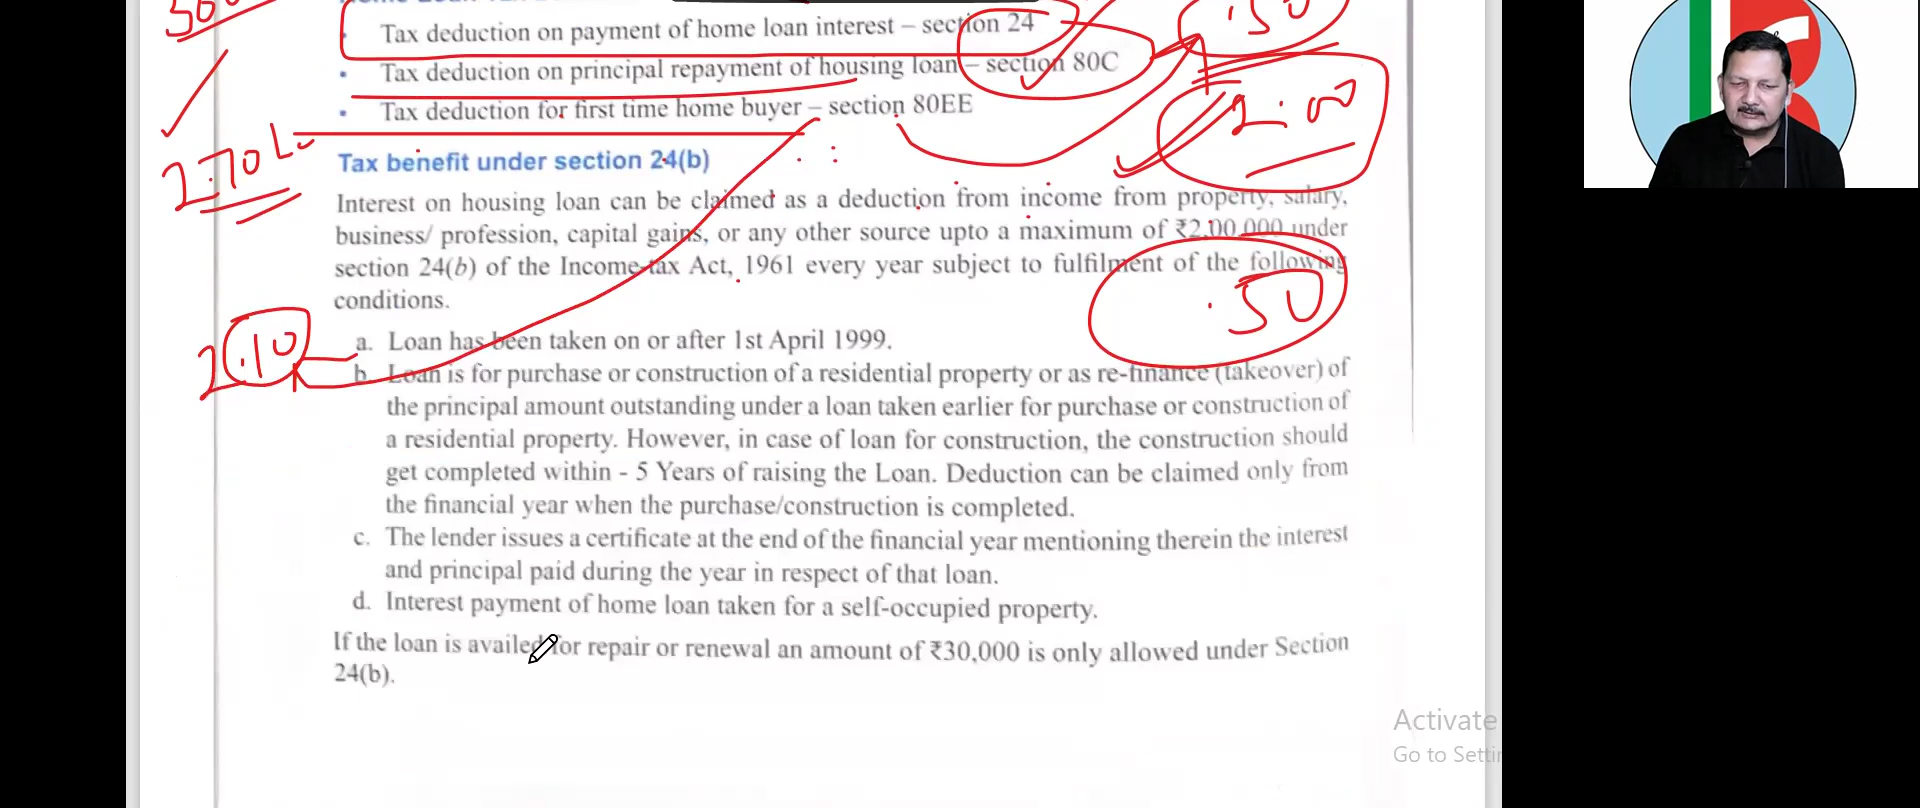 Tax deduction on payment of home loan interest – section 24
.50
Tax deduction on principal repayment of housing loan – section 80C
2.00
Tax deduction for first time home buyer – section 80EE
2.70 L
Tax benefit under section 24(b)
Interest on housing loan can be claimed as a deduction from income from property, salary,
business/ profession, capital gains, or any other source upto a maximum of ₹2,00,000 under
section 24(b) of the Income-tax Act, 1961 every year subject to fulfilment of the following
conditions.
.50
2.10
a. Loan has been taken on or after 1st April 1999.
b. Loan is for purchase or construction of a residential property or as re-finance (takeover) of
the principal amount outstanding under a loan taken earlier for purchase or construction of
a residential property. However, in case of loan for construction, the construction should
get completed within - 5 Years of raising the Loan. Deduction can be claimed only from
the financial year when the purchase/construction is completed.
c. The lender issues a certificate at the end of the financial year mentioning therein the interest
and principal paid during the year in respect of that loan.
d. Interest payment of home loan taken for a self-occupied property.
If the loan is availed for repair or renewal an amount of ₹30,000 is only allowed under Section
24(b).
Activate
Go to Setti